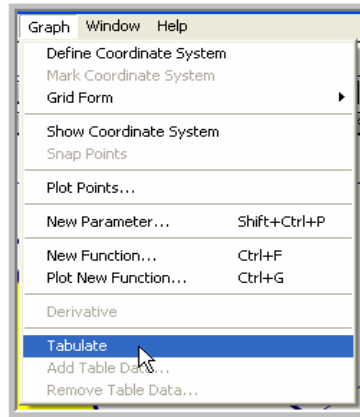 Graph Window Help
Define Coordinate System
Mark Coordinate System
Grid Form
Show Coordinate System
Snap Points
Plot Points...
New Parameter... Shift+Ctrl+P
New Function... Ctrl+F
Plot New Function... Ctrl+G
Derivative
Tabulate
Add Table Data...
Remove Table Data...